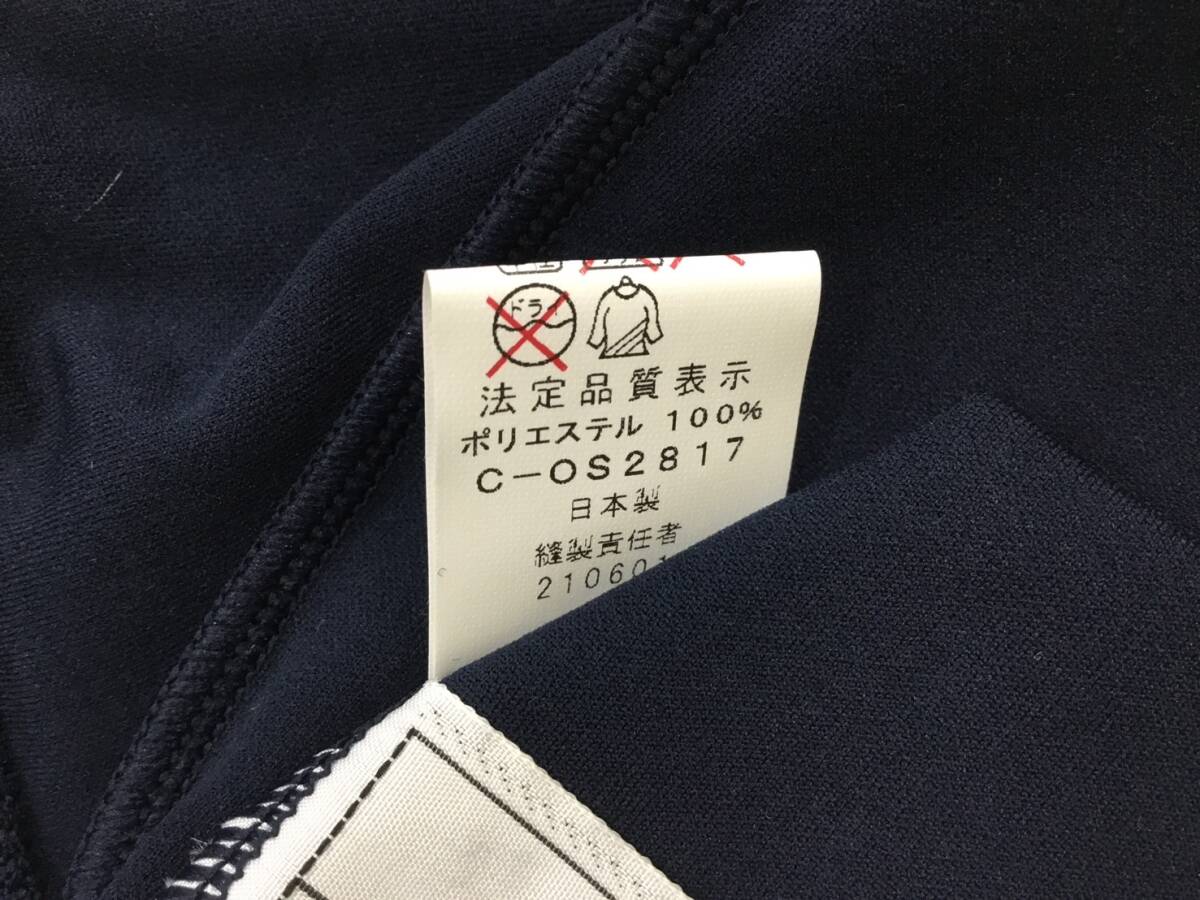 ドライ
法定品質表示
ポリエステル 100%
C-OS2817
日本製
縫製責任者
210601